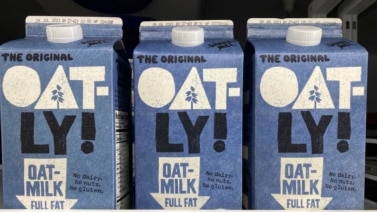 THE ORIGINAL
OAT-
LY!
OAT-
MILK
FULL FAT
No dairy.
No nuts.
No gluten.
THE ORIGINAL
OAT-
LY!
OAT-
MILK
FULL FAT
No dairy.
No nuts.
No gluten.
THE ORIGINAL
OAT-
LY!
OAT-
MILK
FULL FAT
No dairy.
No nuts.
No gluten.